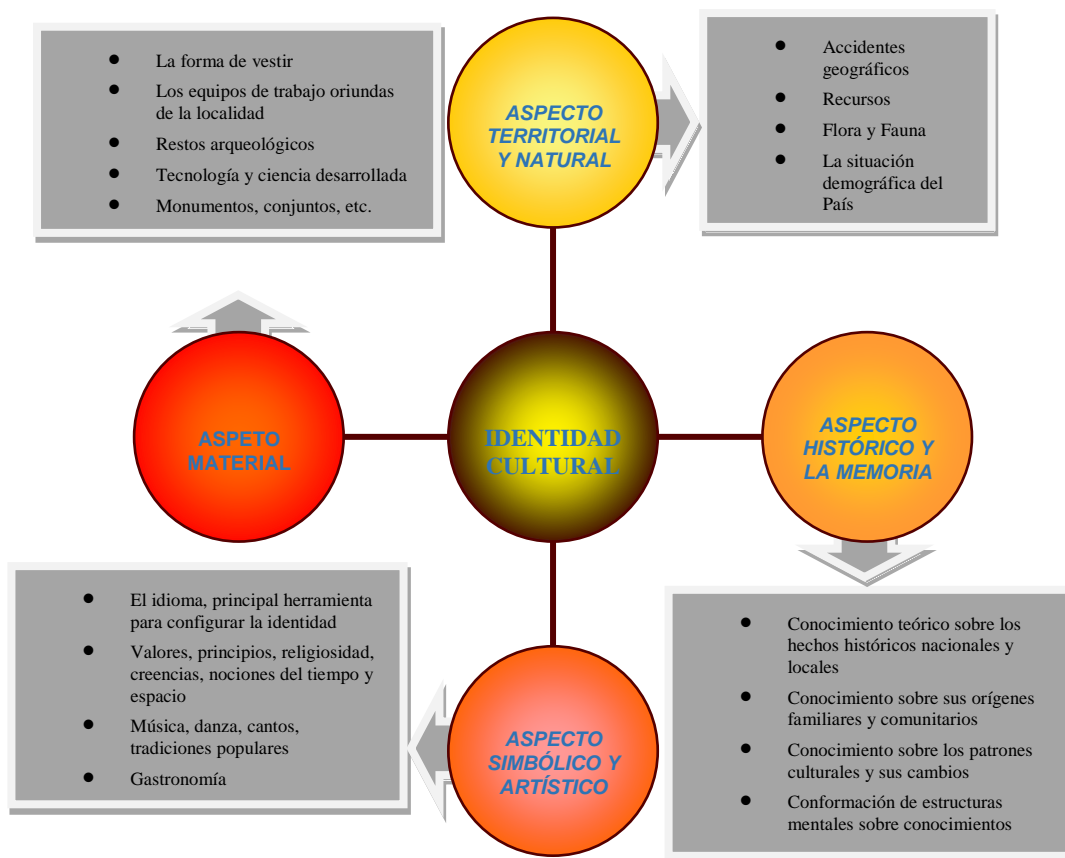 La forma de vestir
Los equipos de trabajo oriundas
de la localidad
Restos arqueológicos
Tecnología y ciencia desarrollada
Monumentos, conjuntos, etc.
ASPECTO
TERRITORIAL
Y NATURAL
Accidentes
geográficos
Recursos
Flora y Fauna
La situación
demográfica del
País
ASPETO
MATERIAL
IDENTIDAD
CULTURAL
ASPECTO
HISTÓRICO Y
LA MEMORIA
El idioma, principal herramienta
para configurar la identidad
Valores, principios, religiosidad,
creencias, nociones del tiempo y
espacio
Música, danza, cantos,
tradiciones populares
Gastronomía
ASPECTO
SIMBÓLICO Y
ARTÍSTICO
Conocimiento teórico sobre los
hechos históricos nacionales y
locales
Conocimiento sobre sus orígenes
familiares y comunitarios
Conocimiento sobre los patrones
culturales y sus cambios
Conformación de estructuras
mentales sobre conocimientos